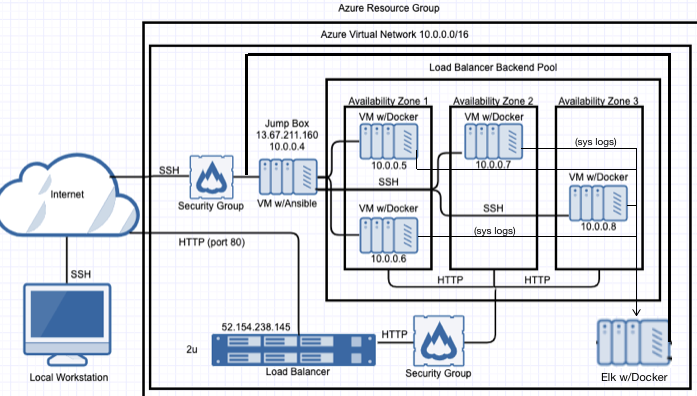 Azure Resource Group
Azure Virtual Network 10.0.0.0/16
Load Balancer Backend Pool
Availability Zone 1
Availability Zone 2
Availability Zone 3
VM w/Docker
10.0.0.5
VM w/Docker
10.0.0.7
(sys logs)
Jump Box
13.67.211.160
10.0.0.4
VM w/Ansible
SSH
Security Group
Internet
SSH
VM w/Docker
10.0.0.8
SSH
VM w/Docker
10.0.0.6
(sys logs)
HTTP (port 80)
SSH
HTTP
HTTP
52.154.238.145
2u
Load Balancer
HTTP
Security Group
Local Workstation
Elk w/Docker